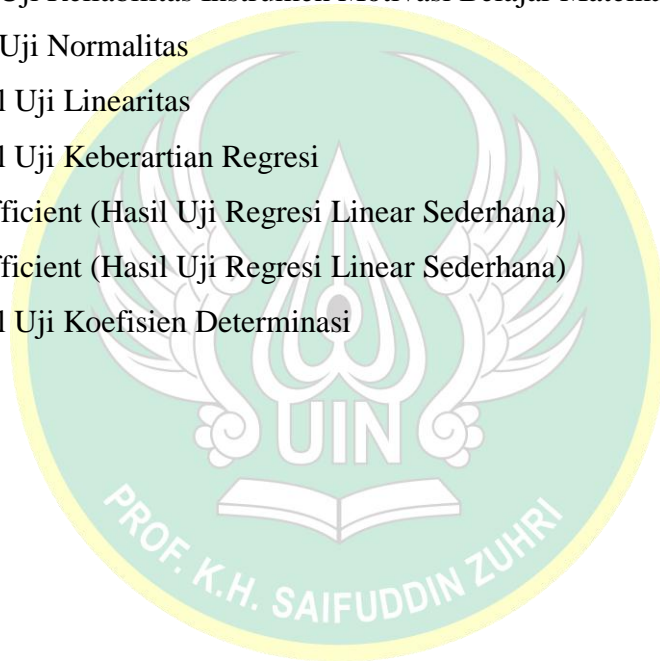 Uji Reliabilitas Instrumen Motivasi Belajar
Uji Normalitas
l Uji Linearitas
l Uji Keberartian Regresi
fficient (Hasil Uji Regresi Linear Sederhana)
fficient (Hasil Uji Regresi Linear Sederhana)
l Uji Koefisien Determinasi
UIN
PROF. K.H. SAIFUDDIN ZUHRI